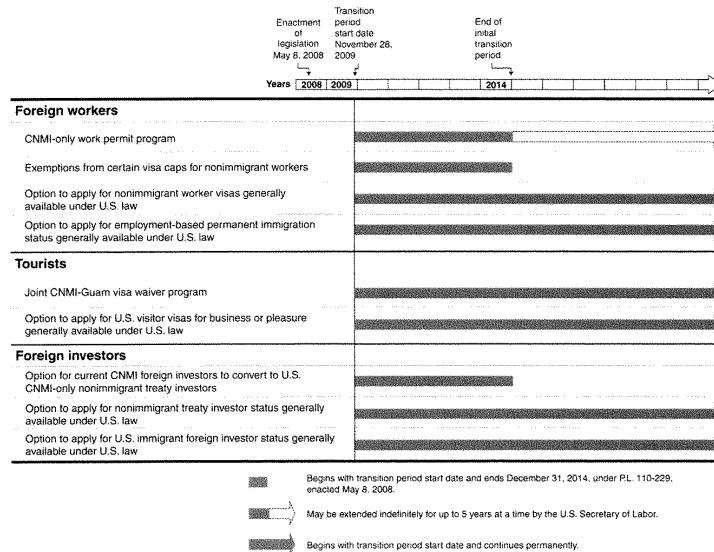 Enactment
of
legislation
May 8, 2008
Transition
period
start date
November 28,
2009
End of
initial
transition
period
Years 2008 2009 2014
Foreign workers
CNMI-only work permit program
Exemptions from certain visa caps for nonimmigrant workers
Option to apply for nonimmigrant worker visas generally
available under U.S. law
Option to apply for employment-based permanent immigration
status generally available under U.S. law
Tourists
Joint CNMI-Guam visa waiver program
Option to apply for U.S. visitor visas for business or pleasure
generally available under U.S. law
Foreign investors
Option for current CNMI foreign investors to convert to U.S.
CNMI-only nonimmigrant treaty investors
Option to apply for nonimmigrant treaty investor status generally
available under U.S. law
Option to apply for U.S. immigrant foreign investor status generally
available under U.S. law
Begins with transition period start date and ends December 31, 2014, under P.L. 110-229,
enacted May 8, 2008.
May be extended indefinitely for up to 5 years at a time by the U.S. Secretary of Labor.
Begins with transition period start date and continues permanently.